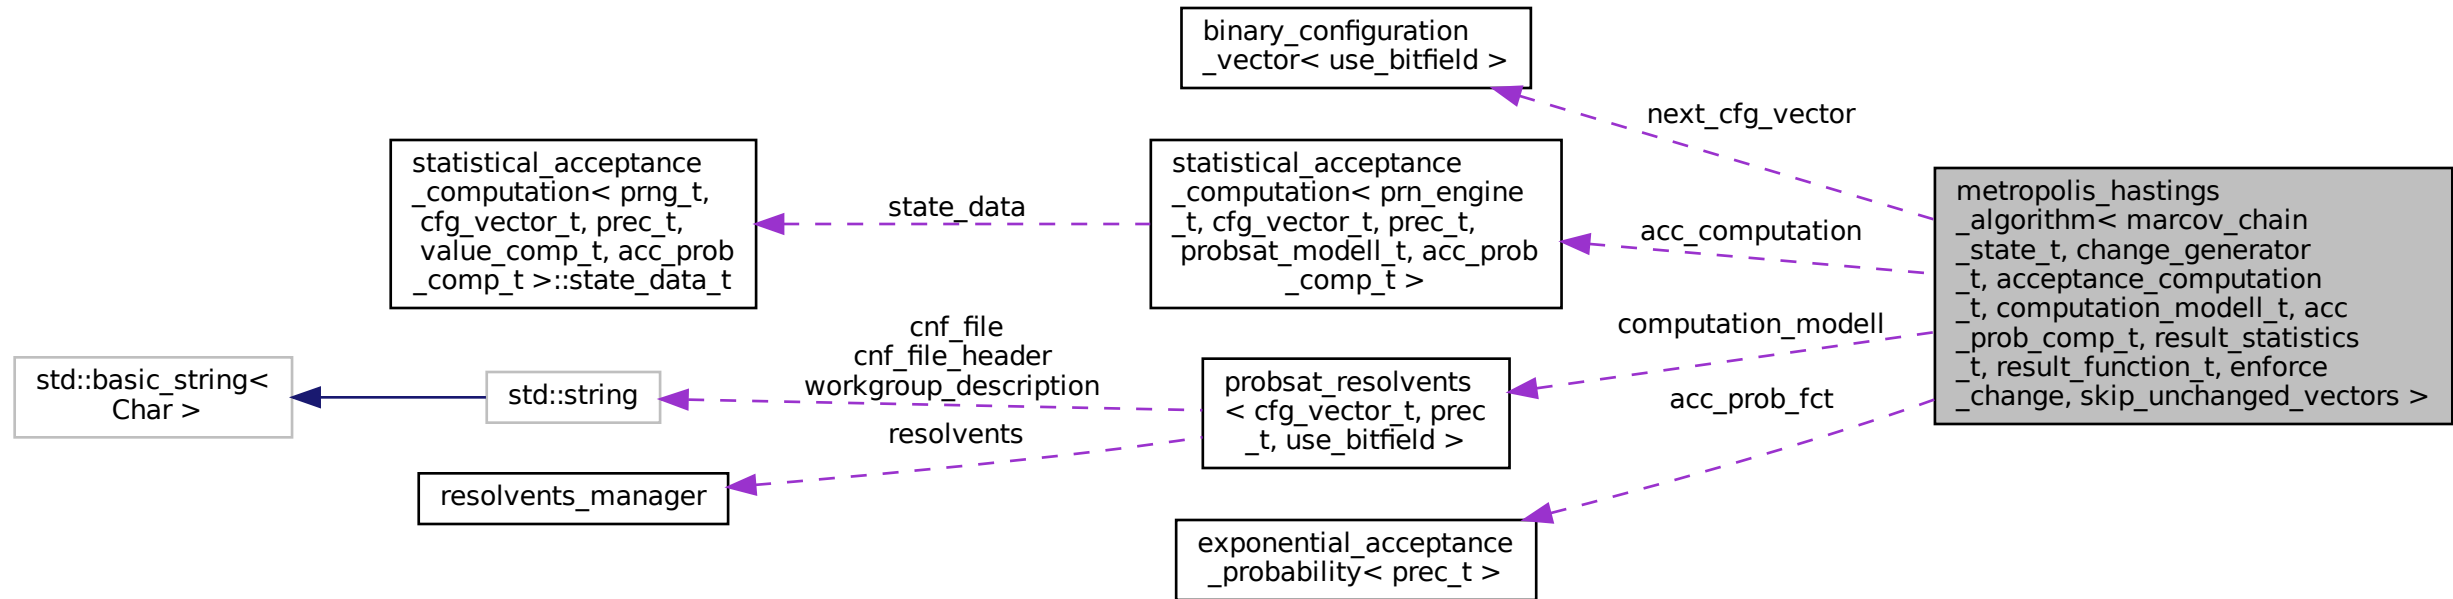 binary_configuration
_vector< use_bitfield >
next_cfg_vector
statistical_acceptance
_computation< prng_t,
cfg_vector_t, prec_t,
value_comp_t, acc_prob
_comp_t >::state_data_t
state_data
statistical_acceptance
_computation< prn_engine
_t, cfg_vector_t, prec_t,
probsat_modell_t, acc_prob
_comp_t >
acc_computation
metropolis_hastings
_algorithm< marcov_chain
_state_t, change_generator
_t, acceptance_computation
_t, computation_modell_t, acc
_prob_comp_t, result_statistics
_t, result_function_t, enforce
_change, skip_unchanged_vectors >
std::basic_string<
Char >
std::string
cnf_file
cnf_file_header
workgroup_description
resolvents
probsat_resolvents
< cfg_vector_t, prec
_t, use_bitfield >
computation_modell
acc_prob_fct
resolvents_manager
exponential_acceptance
_probability< prec_t >